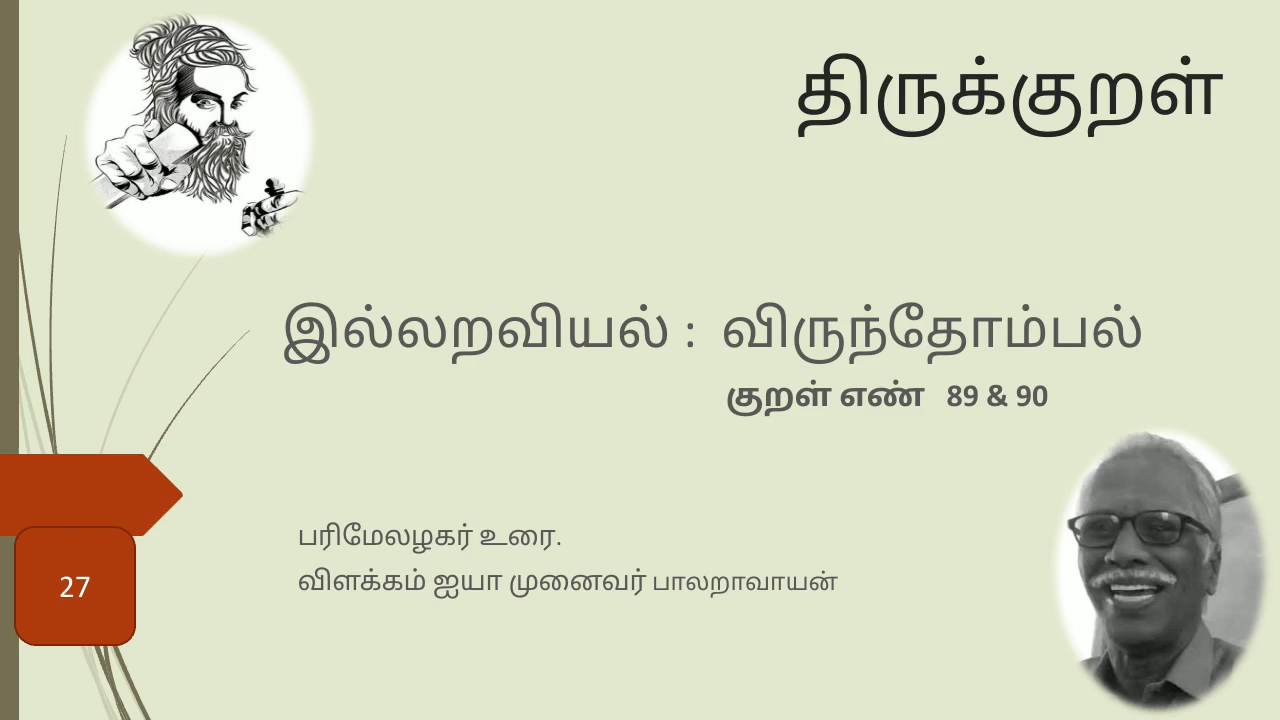 திருக்குறள்
இல்லறவியல் : விருந்தோம்பல்
குறள் எண் 89 & 90
பரிமேலழகர் உரை.
விளக்கம் ஐயா முனைவர் பாலறாவாயன்
27